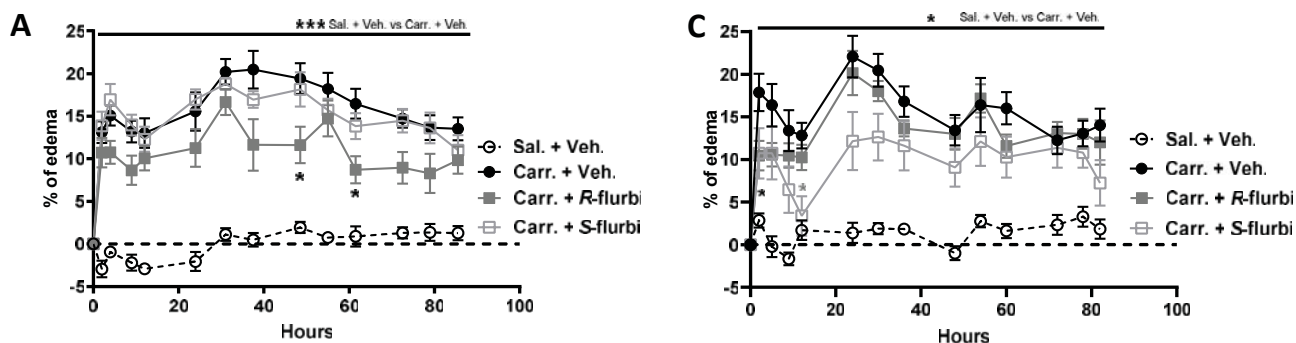 A
*** Sal. + Veh. vs Carr. + Veh.
25
20
15
10
5
0
-5
% of edema
0 20 40 60 80 100
Hours
*
*
Sal. + Veh.
Carr. + Veh.
Carr. + R-flurbi
Carr. + S-flurbi
C
* Sal. + Veh. vs Carr. + Veh.
25
20
15
10
5
0
-5
% of edema
0 20 40 60 80 100
Hours
*
*
Sal. + Veh.
Carr. + Veh.
Carr. + R-flurbi
Carr. + S-flurbi